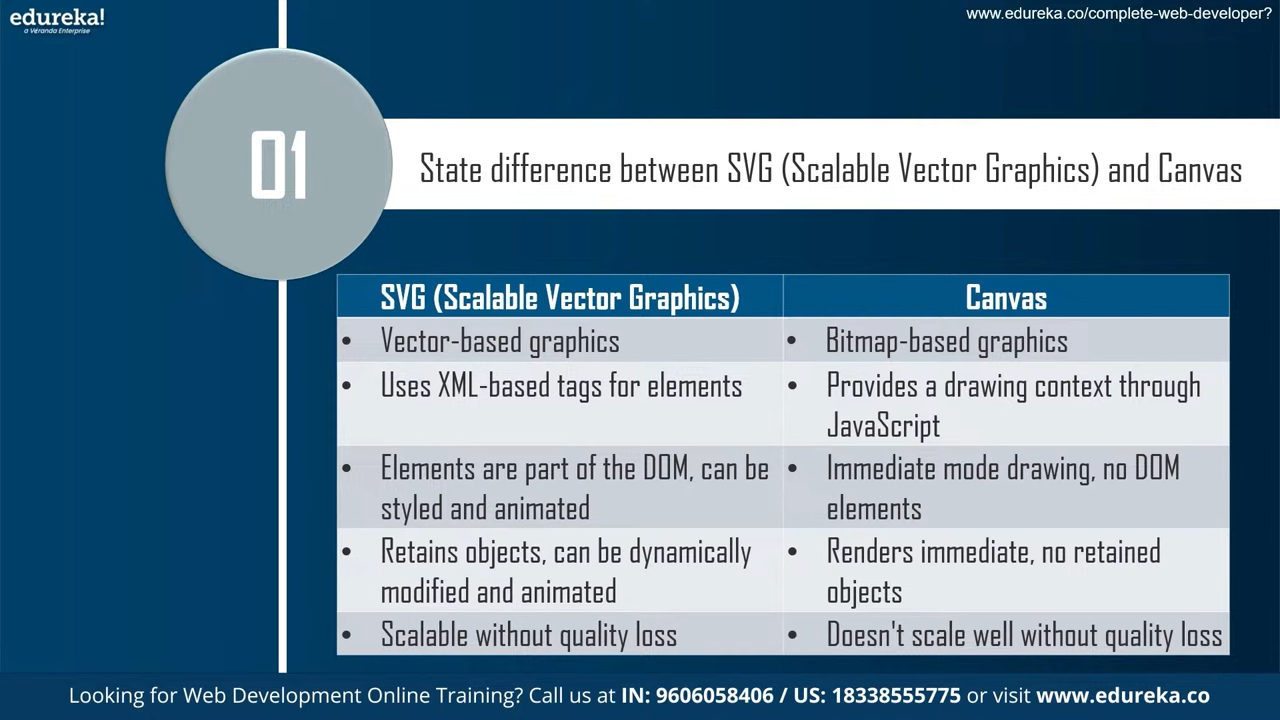 edureka!
a Veranda Enterprise
www.edureka.co/complete-web-developer?
01
State difference between SVG (Scalable Vector Graphics) and Canvas
SVG (Scalable Vector Graphics)
Canvas
• Vector-based graphics
• Bitmap-based graphics
• Uses XML-based tags for elements
• Provides a drawing context through
JavaScript
• Elements are part of the DOM, can be
styled and animated
• Immediate mode drawing, no DOM
elements
• Retains objects, can be dynamically
modified and animated
• Renders immediate, no retained
objects
• Scalable without quality loss
• Doesn't scale well without quality loss
Looking for Web Development Online Training? Call us at IN: 9606058406 / US: 18338555775 or visit www.edureka.co